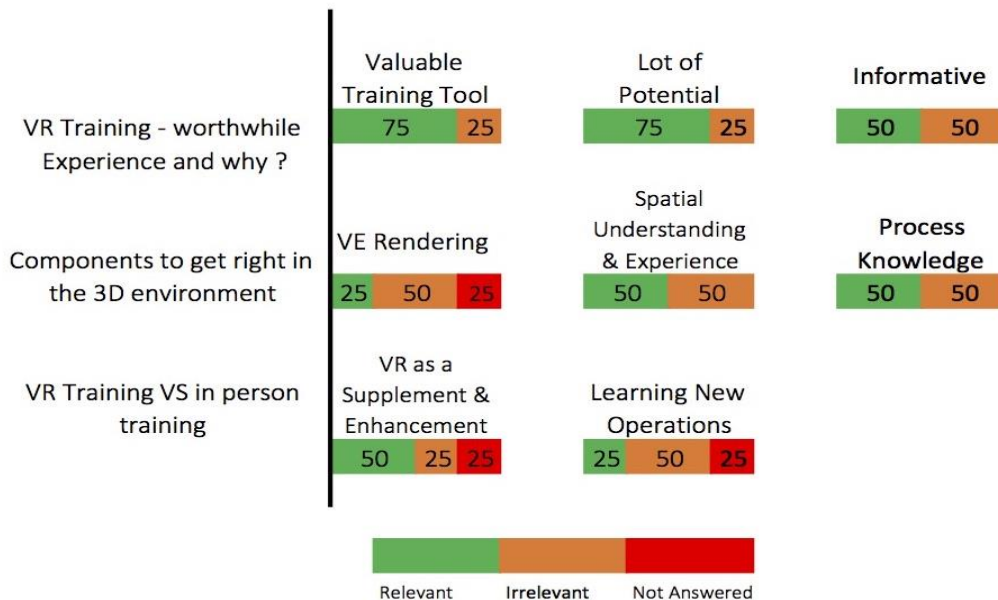 VR Training - worthwhile
Experience and why ?
Valuable
Training Tool
75 25
Lot of
Potential
75 25
Informative
50 50
Components to get right in
the 3D environment
VE Rendering
25 50 25
Spatial
Understanding
& Experience
50 50
Process
Knowledge
50 50
VR Training VS in person
training
VR as a
Supplement &
Enhancement
50 25 25
Learning New
Operations
25 50 25
Relevant Irrelevant Not Answered